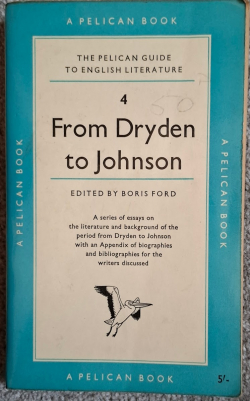 A PELICAN BOOK
THE PELICAN GUIDE
TO ENGLISH LITERATURE
4
50
From Dryden
to Johnson
EDITED BY BORIS FORD
A series of essays on
the literature and background of the
period from Dryden to Johnson
with an Appendix of biographies
and bibliographies for the
writers discussed
A PELICAN BOOK
A PELICAN BOOK
A PELICAN BOOK
5/-